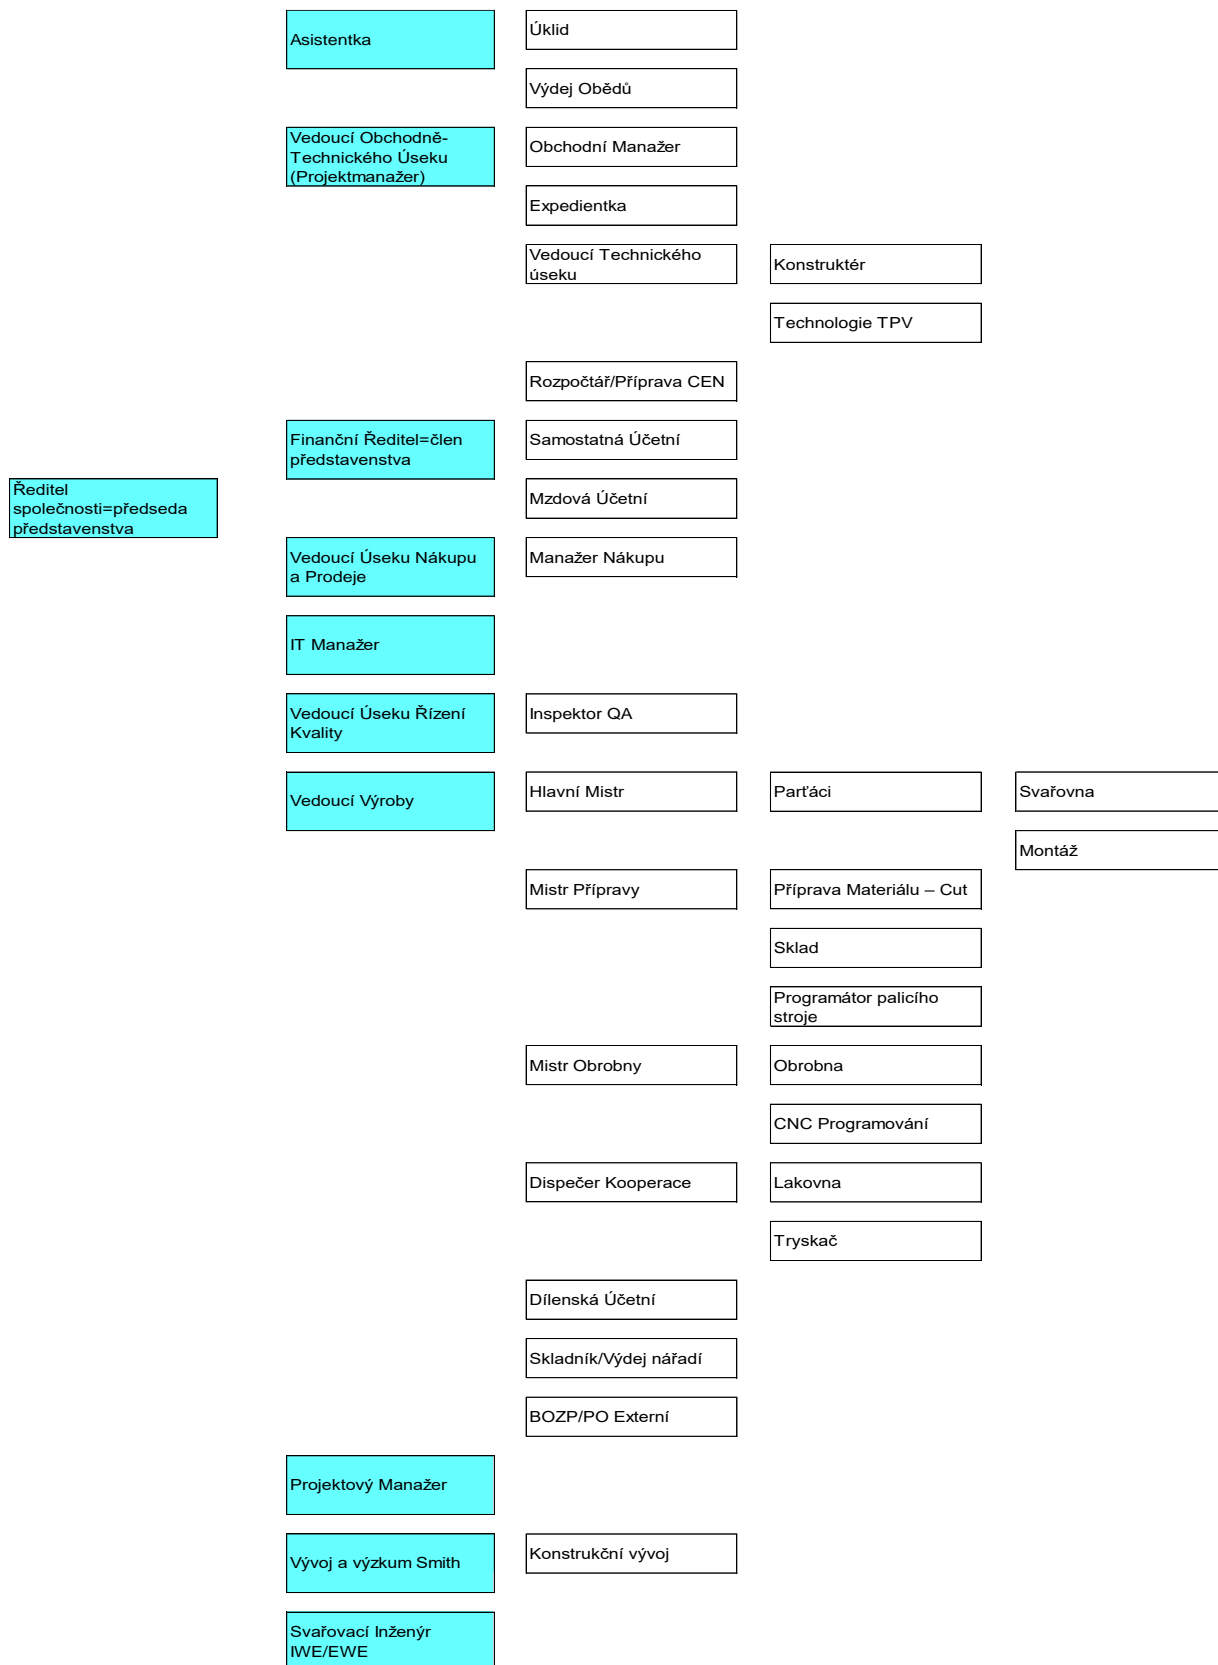 Asistentka
Úklid
Výdej Obědů
Vedoucí Obchodně-
Technického Úseku
(Projektmanažer)
Obchodní Manažer
Expedientka
Vedoucí Technického
úseku
Konstruktér
Technologie TPV
Rozpočtář/Příprava CEN
Finanční Ředitel=člen
představenstva
Samostatná Účetní
Ředitel
společnosti=předseda
představenstva
Mzdová Účetní
Vedoucí Úseku Nákupu
a Prodeje
Manažer Nákupu
IT Manažer
Vedoucí Úseku Řízení
Kvality
Inspektor QA
Vedoucí Výroby
Hlavní Mistr
Parťáci
Svařovna
Montáž
Mistr Přípravy
Příprava Materiálu – Cut
Sklad
Programátor palicího
stroje
Mistr Obrobny
Obrobna
CNC Programování
Dispečer Kooperace
Lakovna
Tryskač
Dílenská Účetní
Skladník/Výdej nářadí
BOZP/PO Externí
Projektový Manažer
Vývoj a výzkum Smith
Konstrukční vývoj
Svařovací Inženýr
IWE/EWE